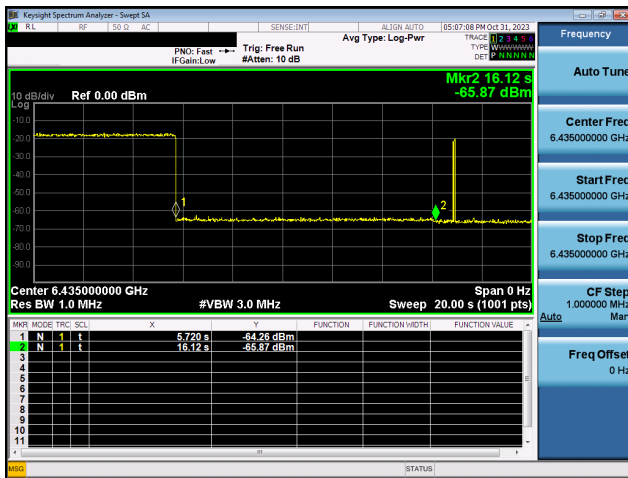 Keysight Spectrum Analyzer - Swept SA
RL RF 50 Ω AC SENSE:INT ALIGN AUTO 05:07:08 PM Oct 31, 2023
Frequency
Avg Type: Log-Pwr
TRACE 1 2 3 4 5 6
PNO: Fast Trig: Free Run
TYPE WWWWWW
IFGain:Low #Atten: 10 dB
DET P N N N N N
Auto Tune
Mkr2 16.12 s
-65.87 dBm
10 dB/div Ref 0.00 dBm
Log
-10.0
-20.0
-30.0
-40.0
-50.0
-60.0
-70.0
-80.0
-90.0
1
2
Center 6.435000000 GHz Span 0 Hz
Res BW 1.0 MHz #VBW 3.0 MHz Sweep 20.00 s (1001 pts)
Center Freq
6.435000000 GHz
Start Freq
6.435000000 GHz
Stop Freq
6.435000000 GHz
CF Step
1.000000 MHz
Auto Man
Freq Offset
0 Hz
MKR MODE TRC SCL X Y FUNCTION FUNCTION WIDTH FUNCTION VALUE
1 N 1 t 5.720 s -64.26 dBm
2 N 1 t 16.12 s -65.87 dBm
3
4
5
6
7
8
9
10
11
MSG STATUS